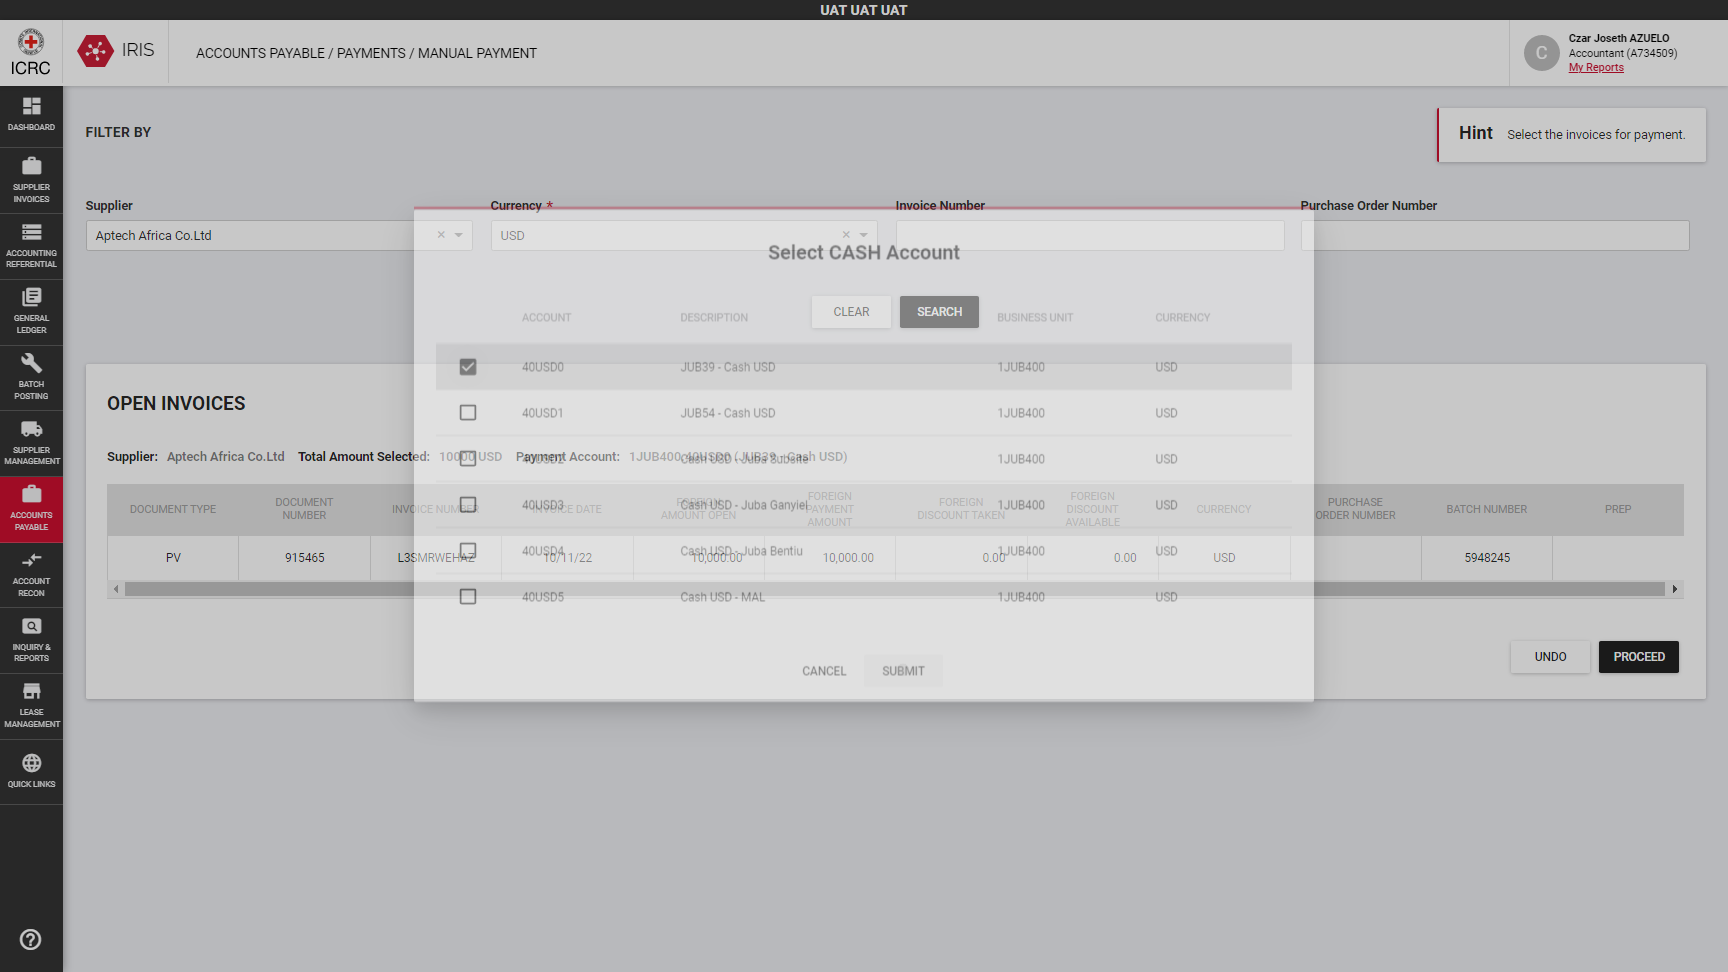 UAT UAT UAT
ICRC
IRIS
ACCOUNTS PAYABLE / PAYMENTS / MANUAL PAYMENT
C
Czar Joseth AZUELO
Accountant (A734509)
My Reports
DASHBOARD
SUPPLIER
INVOICES
ACCOUNTING
REFERENTIAL
GENERAL
LEDGER
BATCH
POSTING
SUPPLIER
MANAGEMENT
ACCOUNTS
PAYABLE
ACCOUNT
RECON
INQUIRY &
REPORTS
LEASE
MANAGEMENT
QUICK LINKS
FILTER BY
Hint Select the invoices for payment.
Supplier
Aptech Africa Co.Ltd
Currency *
USD
Invoice Number
Purchase Order Number
CLEAR SEARCH
Select CASH Account
ACCOUNT DESCRIPTION BUSINESS UNIT CURRENCY
40USD0 JUB39 - Cash USD 1JUB400 USD
40USD1 JUB54 - Cash USD 1JUB400 USD
40USD2 Cash USD - Juba Subsite 1JUB400 USD
40USD3 Cash USD - Juba Ganyiel 1JUB400 USD
40USD4 Cash USD - Juba Bentiu 1JUB400 USD
40USD5 Cash USD - MAL 1JUB400 USD
CANCEL SUBMIT
OPEN INVOICES
Supplier: Aptech Africa Co.Ltd Total Amount Selected: 10000 USD Payment Account: 1JUB400.40USD0 (JUB39 - Cash USD)
DOCUMENT TYPE
DOCUMENT
NUMBER
INVOICE NUMBER
INVOICE DATE
FOREIGN
AMOUNT OPEN
FOREIGN
PAYMENT
AMOUNT
FOREIGN
DISCOUNT TAKEN
FOREIGN
DISCOUNT
AVAILABLE
CURRENCY
PURCHASE
ORDER NUMBER
BATCH NUMBER
PREP
PV 915465 L3SMRWEHAZ 10/11/22 10,000.00 10,000.00 0.00 0.00 USD 5948245
UNDO PROCEED